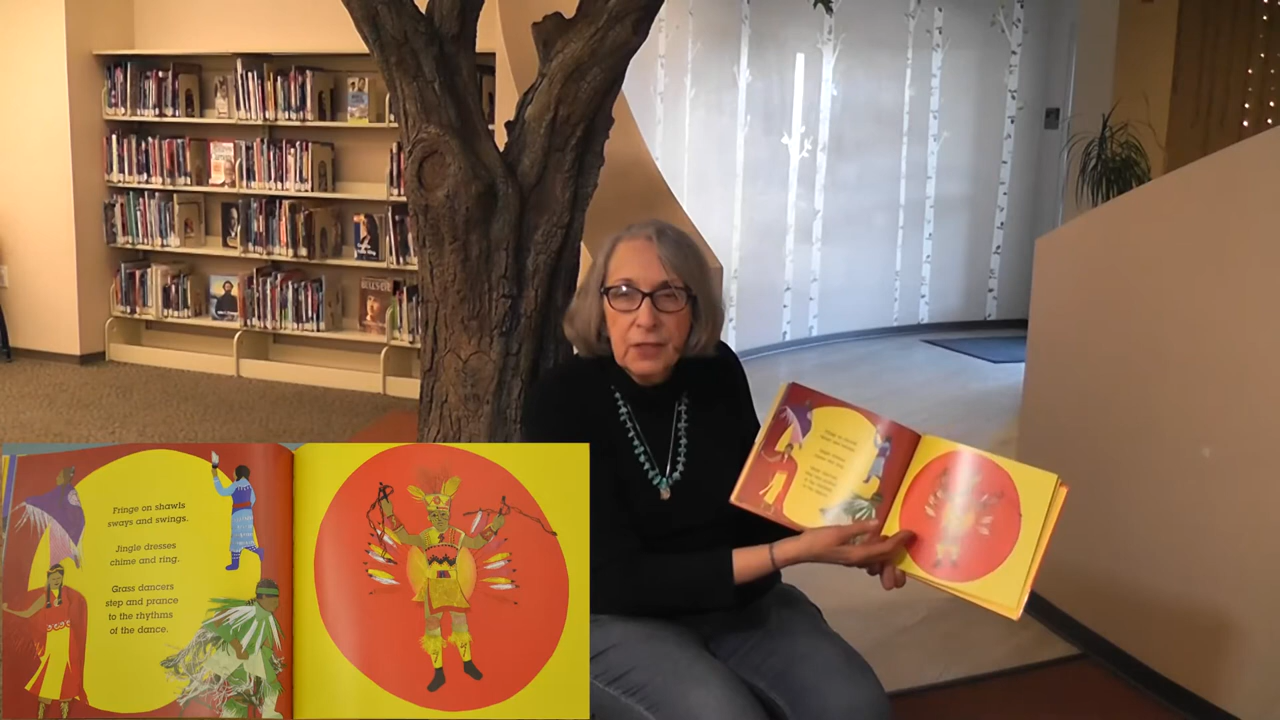 Fringe on shawls
sways and swings.
Jingle dresses
chime and ring.
Grass dancers
step and prance
to the rhythms
of the dance.